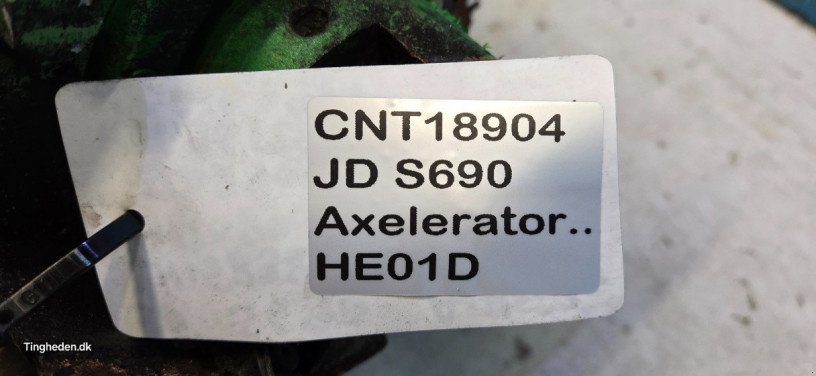 CNT18904
JD S690
Axelerator..
HE01D
Tingheden.dk